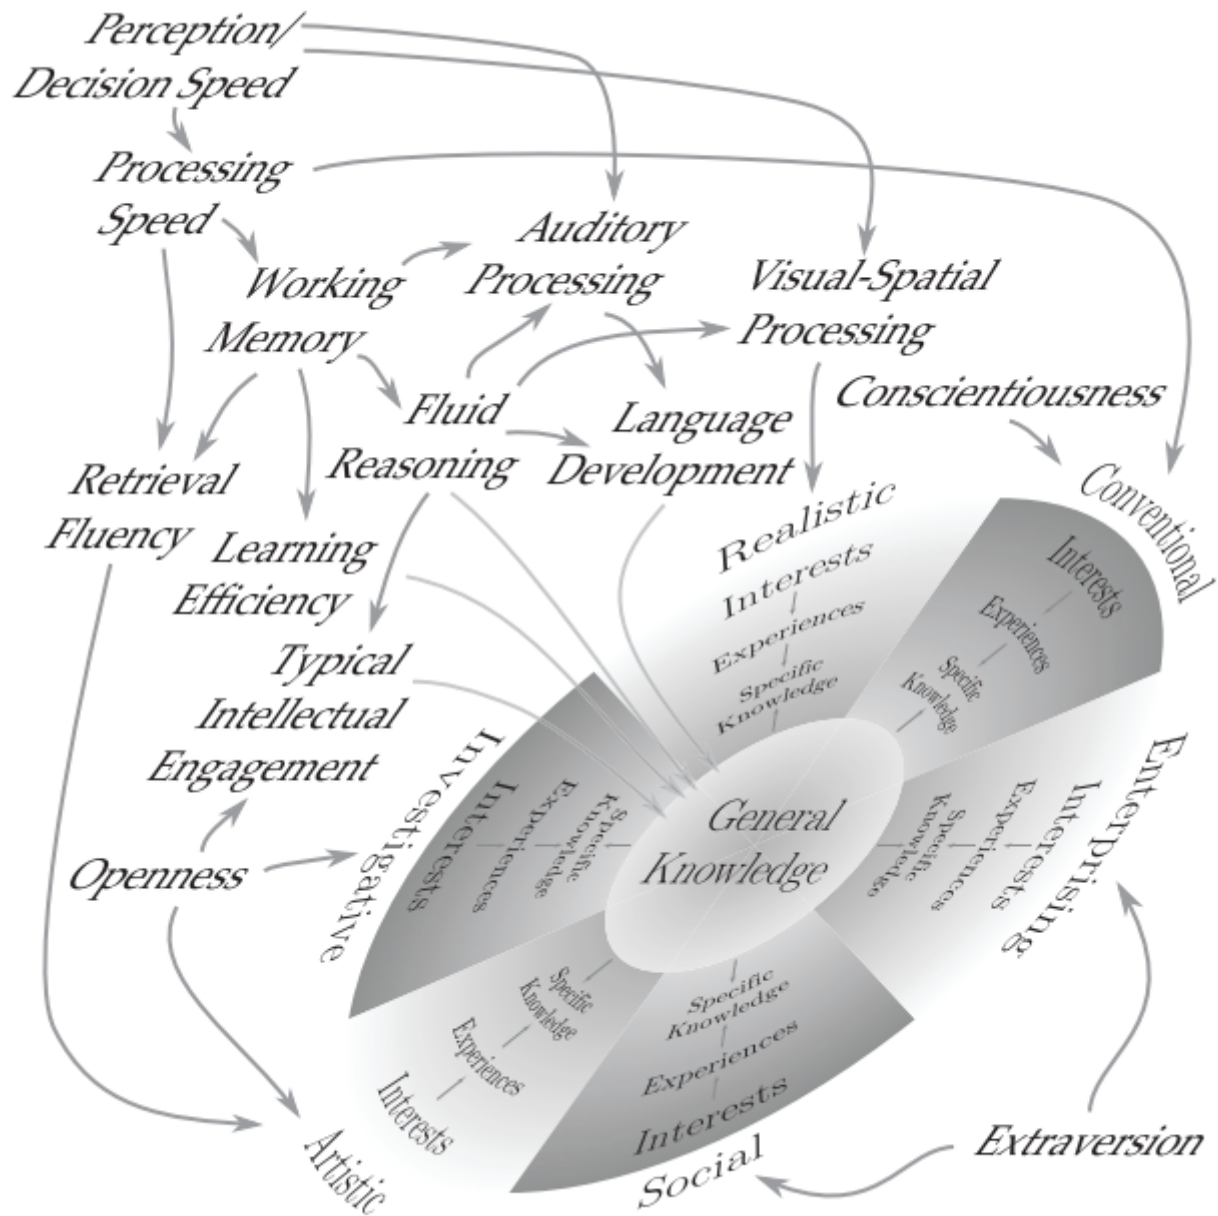 Perception/
Decision Speed
Processing
Speed
Auditory
Processing
Working
Memory
Visual-Spatial
Processing
Conscientiousness
Fluid
Reasoning
Language
Development
Retrieval
Fluency
Learning
Efficiency
Typical
Intellectual
Engagement
Openness
Realistic
Interests
Experiences
Specific
Knowledge
Conventional
Interests
Experiences
Specific
Knowledge
Investigative
Interests
Experiences
Specific
Knowledge
General
Knowledge
Enterprising
Interests
Experiences
Specific
Knowledge
Artistic
Interests
Experiences
Specific
Knowledge
Specific
Knowledge
Experiences
Interests
Social
Extraversion